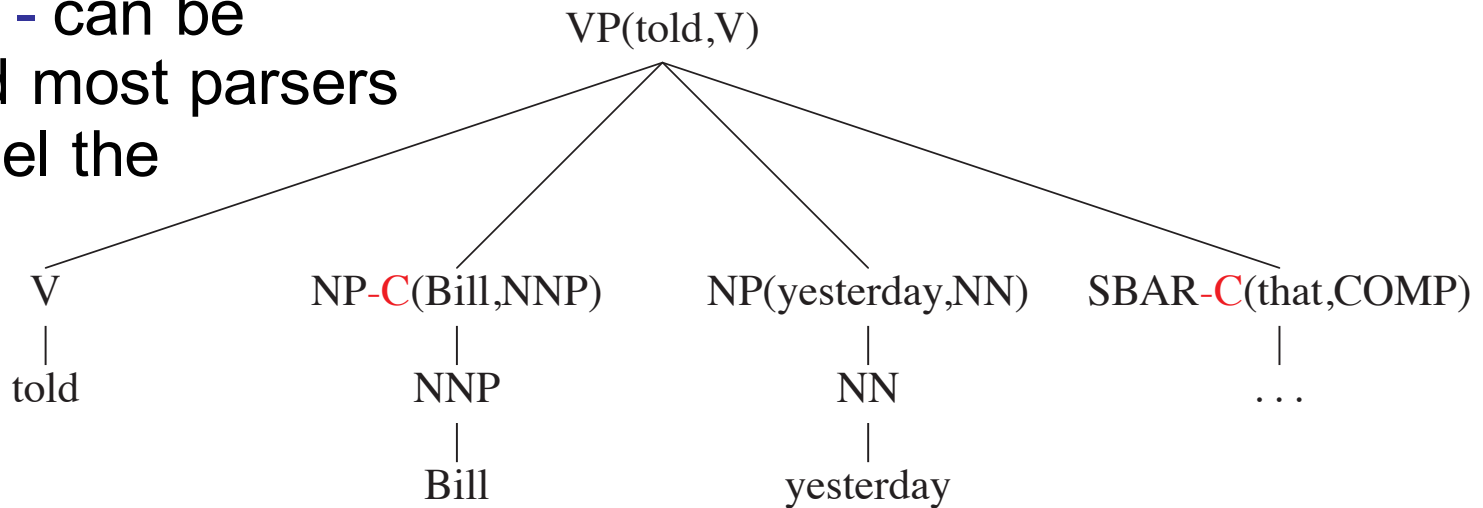 - can be
most parsers
the
VP(told,V)
V NP-C(Bill,NNP) NP(yesterday,NN) SBAR-C(that,COMP)
told NNP NN . . .
Bill yesterday